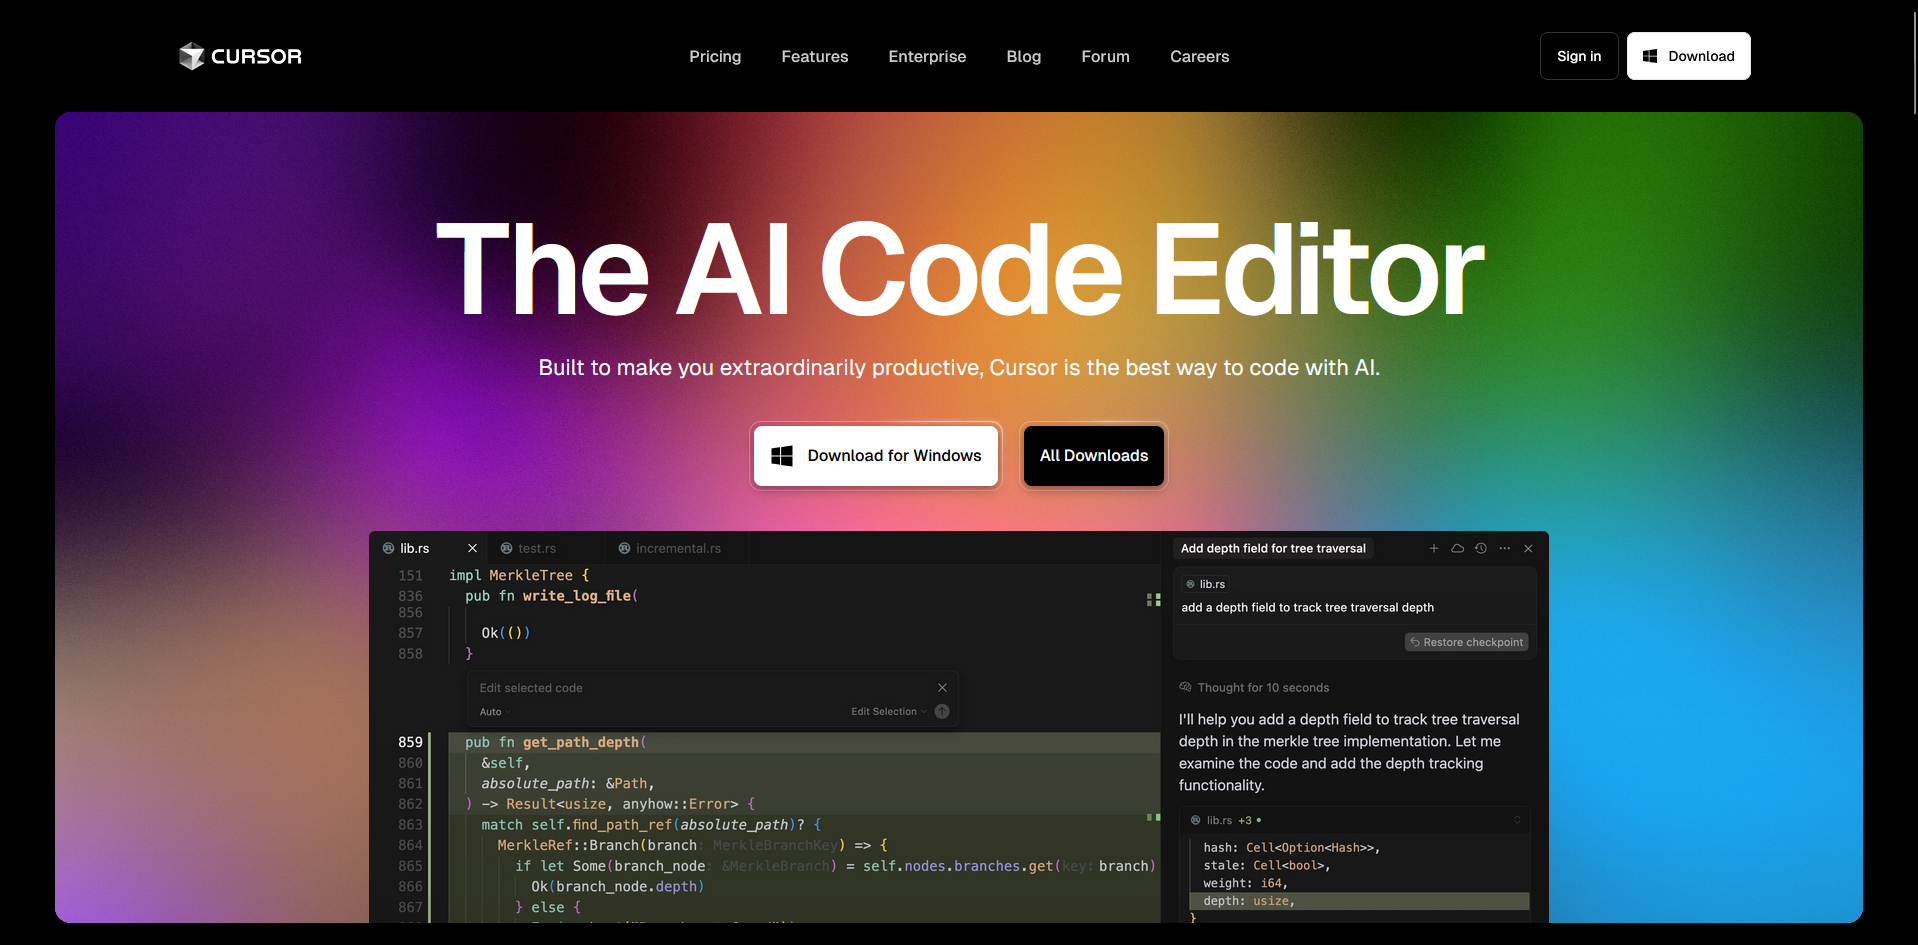 CURSOR
Pricing
Features
Enterprise
Blog
Forum
Careers
Sign in
Download
The AI Code Editor
Built to make you extraordinarily productive, Cursor is the best way to code with AI.
Download for Windows
All Downloads
lib.rs
test.rs
incremental.rs
151 impl MerkleTree {
836 pub fn write_log_file(
856
857 Ok(())
858 }
Edit selected code
Auto
Edit Selection
859 pub fn get_path_depth(
860 &self,
861 absolute_path: &Path,
862 ) -> Result<usize, anyhow::Error> {
863 match self.find_path_ref(absolute_path)? {
864 MerkleRef::Branch(branch: MerkleBranchKey) => {
865 if let Some(branch_node: &MerkleBranch) = self.nodes.branches.get(key: branch)
866 Ok(branch_node.depth)
867 } else {
Add depth field for tree traversal
lib.rs
add a depth field to track tree traversal depth
Restore checkpoint
Thought for 10 seconds
I'll help you add a depth field to track tree traversal
depth in the merkle tree implementation. Let me
examine the code and add the depth tracking
functionality.
lib.rs +3 •
hash: Cell<Option<Hash>>,
stale: Cell<bool>,
weight: i64,
depth: usize,
}